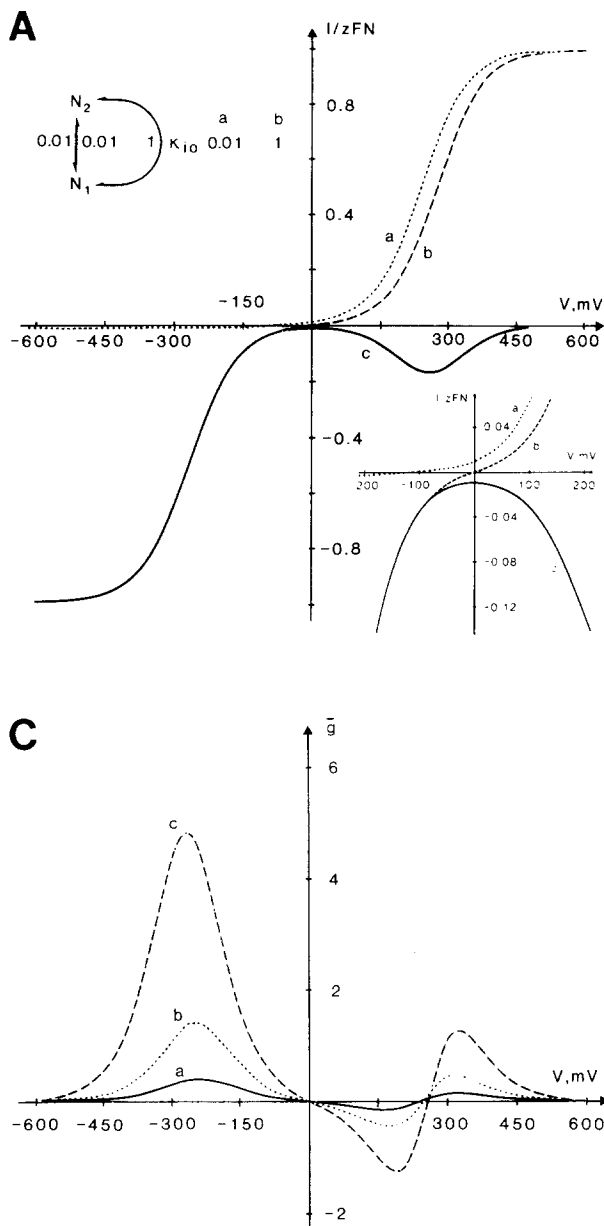 A
I/zFN
N₂
a b
0.01 0.01 1 κio 0.01 1
N₁
0.8
0.4
a
b
-150
V,mV
-600 -450 -300 300 450 600
c
-0.4
-0.8
I zFN
a
0.04
b
V mV
200 -100 100 200
-0.04
-0.08
-0.12
C
g̅
6
c
4
2
b
a
V,mV
-600 -450 -300 -150 300 450 600
-2